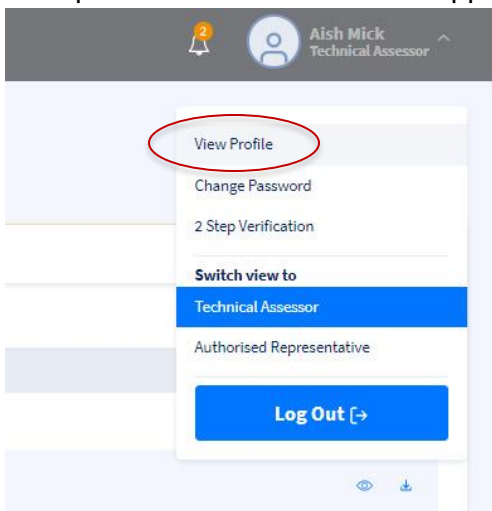 2
Aish Mick
Technical Assessor
View Profile
Change Password
2 Step Verification
Switch view to
Technical Assessor
Authorised Representative
Log Out